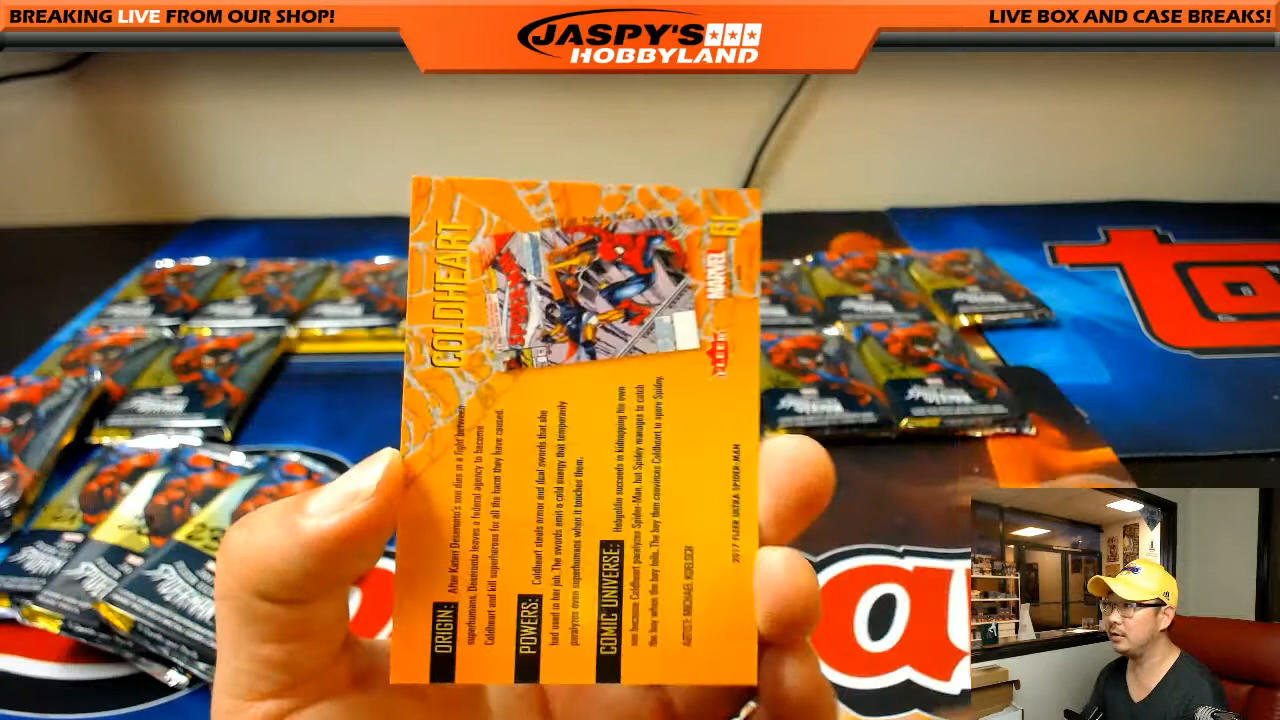 BREAKING LIVE FROM OUR SHOP!
JASPY'S
HOBBYLAND
LIVE BOX AND CASE BREAKS!
COLDHEART
ORIGIN: After Kateri Desemoto's son dies in a fight between
superhumans, Desemoto leaves a federal agency to become
Coldheart and kill superheroes for all the harm they have caused.
POWERS: Coldheart steals armor and dual swords that she
had used in her job. The swords emit a cold energy that temporarily
paralyzes even superhumans when it touches them.
COMIC UNIVERSE: Hobgoblin succeeds in kidnapping his own
son because Coldheart paralyzes Spider-Man, but Spidey manages to catch
the boy when the boy falls. The boy then convinces Coldheart to spare Spidey.
ARTIST: MICHAEL KOELSCH
2017 FLEER ULTRA SPIDER-MAN
FLEER
MARVEL
61
a